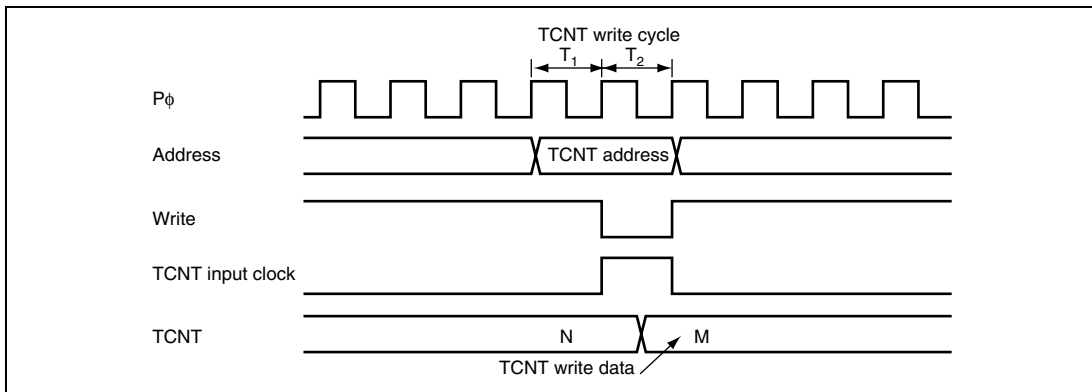 TCNT write cycle
T1 T2
Pϕ
Address TCNT address
Write
TCNT input clock
TCNT N M
TCNT write data